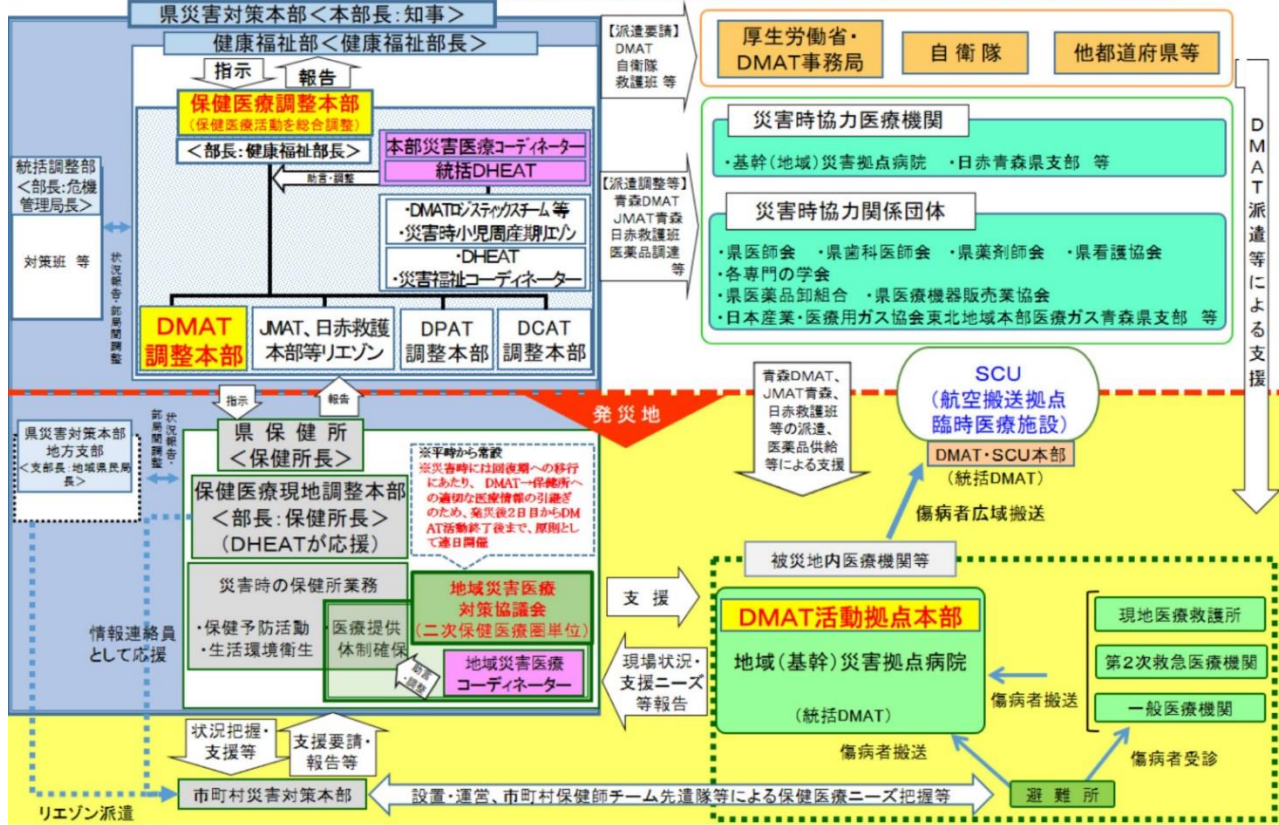 県災害対策本部＜本部長：知事＞
健康福祉部＜健康福祉部長＞
指示
報告
保健医療調整本部
(保健医療活動を総合調整)
＜部長：健康福祉部長＞
本部災害医療コーディネーター
統括DHEAT
助言・調整
・DMATロジスティックスチーム 等
・災害時小児周産期リエゾン
・DHEAT
・災害福祉コーディネーター
統括調整部
＜部長：危機
管理局長＞
対策班 等
状況報告・部局間調整
DMAT
調整本部
JMAT、日赤救護
本部等リエゾン
DPAT
調整本部
DCAT
調整本部
【派遣要請】
DMAT
自衛隊
救護班 等
厚生労働省・
DMAT事務局
自 衛 隊
他都道府県等
【派遣調整等】
青森DMAT
JMAT青森
日赤救護班
医薬品調達
等
災害時協力医療機関
・基幹(地域)災害拠点病院 ・日赤青森県支部 等
災害時協力関係団体
・県医師会 ・県歯科医師会 ・県薬剤師会 ・県看護協会
・各専門の学会
・県医薬品卸組合 ・県医療機器販売業協会
・日本産業・医療用ガス協会東北地域本部医療ガス青森県支部 等
DMAT派遣等による支援
指示
報告
発災地
県災害対策本部
地方支部
＜支部長：地域県民局
長＞
状況報告・
部局間調整
県 保 健 所
＜保健所長＞
保健医療現地調整本部
＜部長：保健所長＞
(DHEATが応援)
※平時から常設
※災害時には回復期への移行
にあたり、DMAT→保健所へ
の適切な医療情報の引継ぎ
のため、発災後2日目からDM
AT活動終了後まで、原則とし
て連日開催
災害時の保健所業務
・保健予防活動
・生活環境衛生
・医療提供
体制確保
地域災害医療
対策協議会
(二次保健医療圏単位)
助言
・調整
地域災害医療
コーディネーター
情報連絡員
として応援
青森DMAT、
JMAT青森、
日赤救護班
等の派遣、
医薬品供給
等による支援
SCU
(航空搬送拠点
臨時医療施設)
DMAT・SCU本部
(統括DMAT)
傷病者広域搬送
被災地内医療機関等
支 援
現場状況・
支援ニーズ
等報告
DMAT活動拠点本部
地域(基幹)災害拠点病院
(統括DMAT)
傷病者搬送
現地医療救護所
第2次救急医療機関
一般医療機関
傷病者搬送
傷病者受診
状況把握・
支援等
支援要請・
報告等
リエゾン派遣
市町村災害対策本部
設置・運営、市町村保健師チーム先遣隊等による保健医療ニーズ把握等
避 難 所